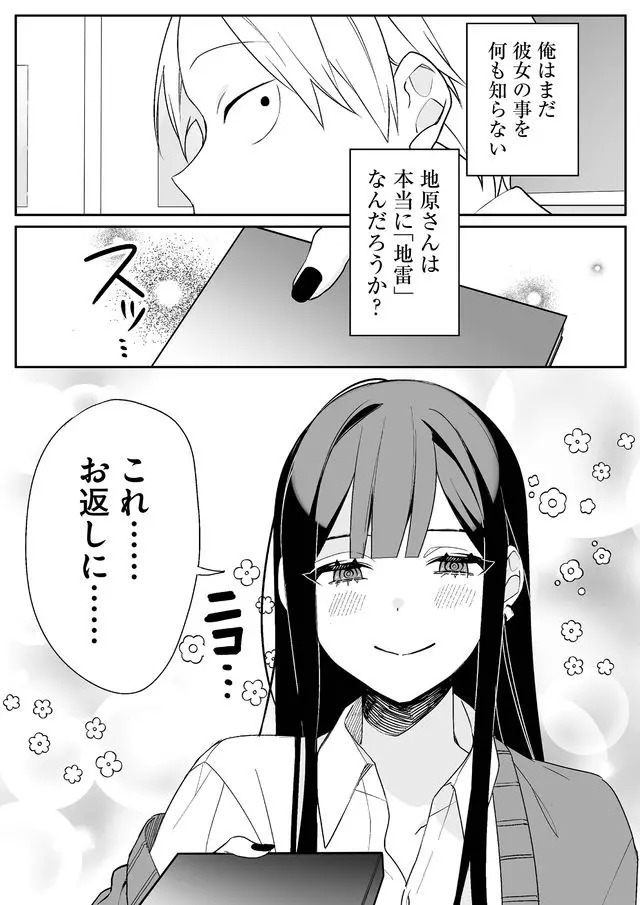 俺はまだ
彼女の事を
何も知らない
地原さんは
本当に「地雷」
なんだろうか?
スッ…
これ……
お返しに……
ニコ…